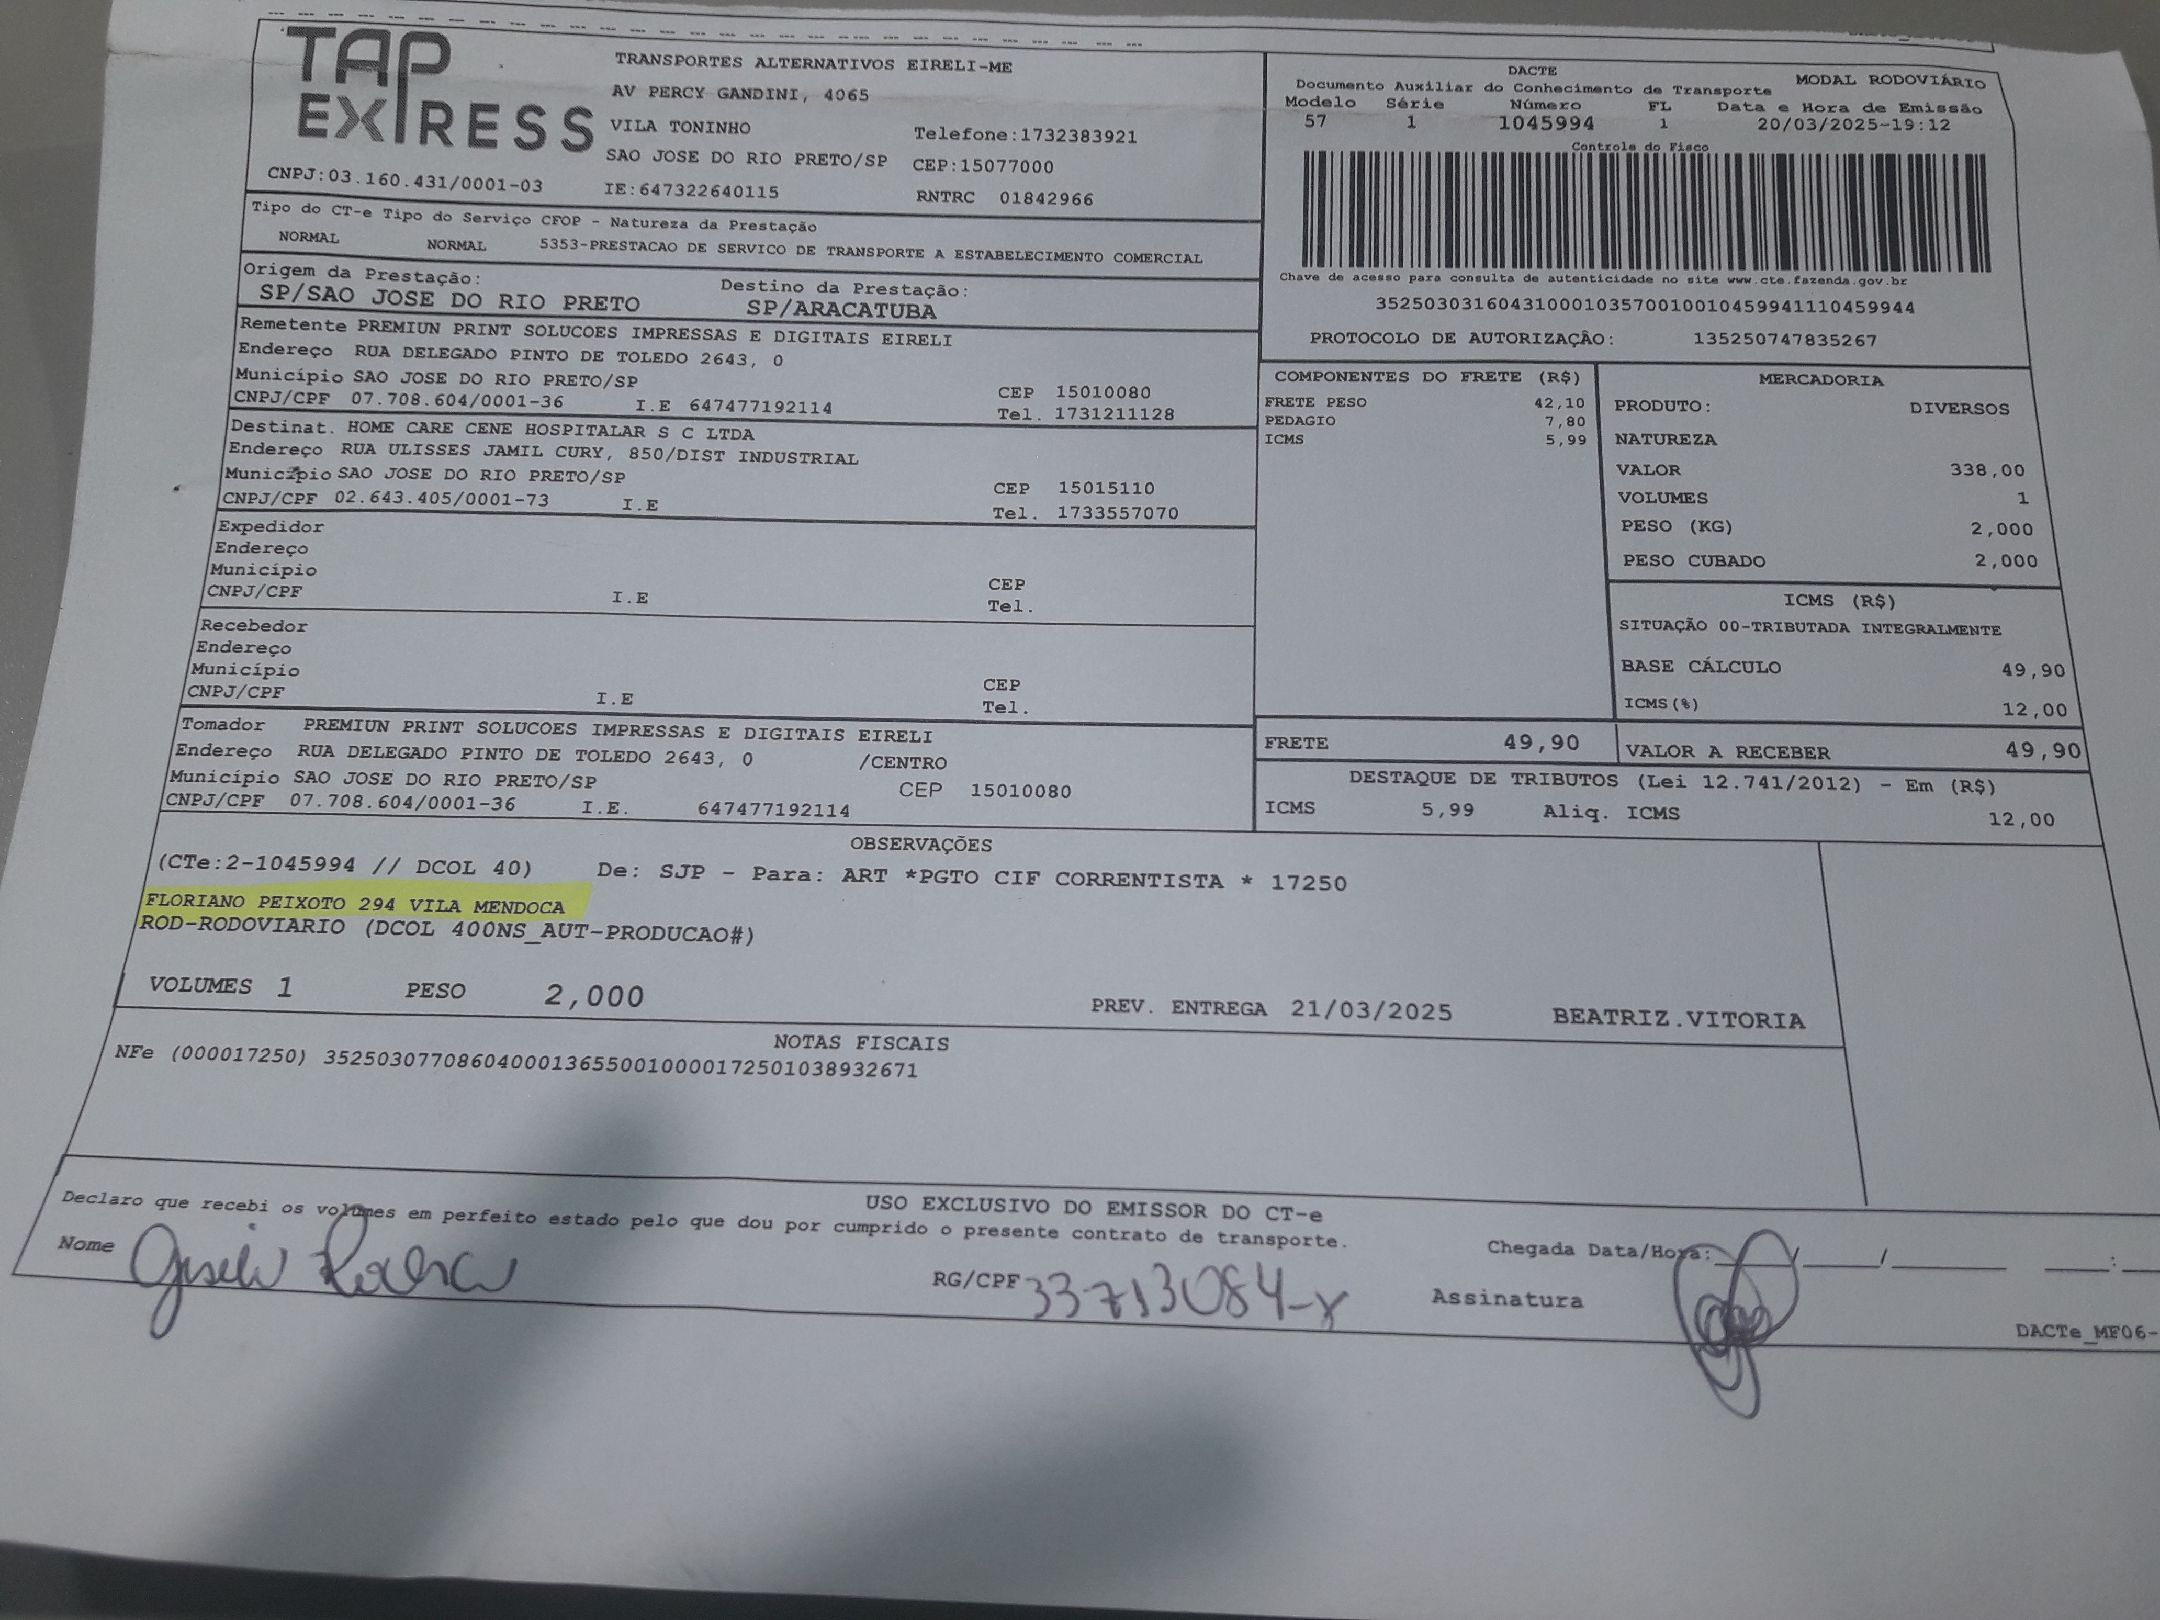 TAP EXPRESS
TRANSPORTES ALTERNATIVOS EIRELI-ME
AV PERCY GANDINI, 4065
VILA TONINHO Telefone:1732383921
SAO JOSE DO RIO PRETO/SP CEP:15077000
CNPJ:03.160.431/0001-03 IE:647322640115 RNTRC 01842966
DACTE MODAL RODOVIÁRIO
Documento Auxiliar do Conhecimento de Transporte
Modelo Série Número FL Data e Hora de Emissão
57 1 1045994 1 20/03/2025-19:12
Controle do Fisco
Chave de acesso para consulta de autenticidade no site www.cte.fazenda.gov.br
35250303160431000103570010010459941110459944
PROTOCOLO DE AUTORIZAÇÃO: 135250747835267
Tipo do CT-e Tipo do Serviço CFOP - Natureza da Prestação
NORMAL NORMAL 5353-PRESTACAO DE SERVICO DE TRANSPORTE A ESTABELECIMENTO COMERCIAL
Origem da Prestação: Destino da Prestação:
SP/SAO JOSE DO RIO PRETO SP/ARACATUBA
Remetente PREMIUN PRINT SOLUCOES IMPRESSAS E DIGITAIS EIRELI
Endereço RUA DELEGADO PINTO DE TOLEDO 2643, 0
Município SAO JOSE DO RIO PRETO/SP CEP 15010080
CNPJ/CPF 07.708.604/0001-36 I.E 647477192114 Tel. 1731211128
Destinat. HOME CARE CENE HOSPITALAR S C LTDA
Endereço RUA ULISSES JAMIL CURY, 850/DIST INDUSTRIAL
Município SAO JOSE DO RIO PRETO/SP CEP 15015110
CNPJ/CPF 02.643.405/0001-73 I.E Tel. 1733557070
Expedidor
Endereço
Município CEP
CNPJ/CPF I.E Tel.
Recebedor
Endereço
Município CEP
CNPJ/CPF I.E Tel.
Tomador PREMIUN PRINT SOLUCOES IMPRESSAS E DIGITAIS EIRELI
Endereço RUA DELEGADO PINTO DE TOLEDO 2643, 0 /CENTRO
Município SAO JOSE DO RIO PRETO/SP CEP 15010080
CNPJ/CPF 07.708.604/0001-36 I.E. 647477192114
COMPONENTES DO FRETE (R$)
FRETE PESO 42,10
PEDAGIO 7,80
ICMS 5,99
MERCADORIA
PRODUTO: DIVERSOS
NATUREZA
VALOR 338,00
VOLUMES 1
PESO (KG) 2,000
PESO CUBADO 2,000
ICMS (R$)
SITUAÇÃO 00-TRIBUTADA INTEGRALMENTE
BASE CÁLCULO 49,90
ICMS(%) 12,00
FRETE 49,90 VALOR A RECEBER 49,90
DESTAQUE DE TRIBUTOS (Lei 12.741/2012) - Em (R$)
ICMS 5,99 Aliq. ICMS 12,00
OBSERVAÇÕES
(CTe:2-1045994 // DCOL 40) De: SJP - Para: ART *PGTO CIF CORRENTISTA * 17250
FLORIANO PEIXOTO 294 VILA MENDOCA
ROD-RODOVIARIO (DCOL 400NS_AUT-PRODUCAO#)
VOLUMES 1 PESO 2,000 PREV. ENTREGA 21/03/2025 BEATRIZ.VITORIA
NOTAS FISCAIS
NFe (000017250) 35250307708604000136550010000172501038932671
USO EXCLUSIVO DO EMISSOR DO CT-e
Declaro que recebi os volumes em perfeito estado pelo que dou por cumprido o presente contrato de transporte.
Nome RG/CPF 33713084-x Chegada Data/Hora: __/__/__ __:__
Assinatura
DACTe_MF06-